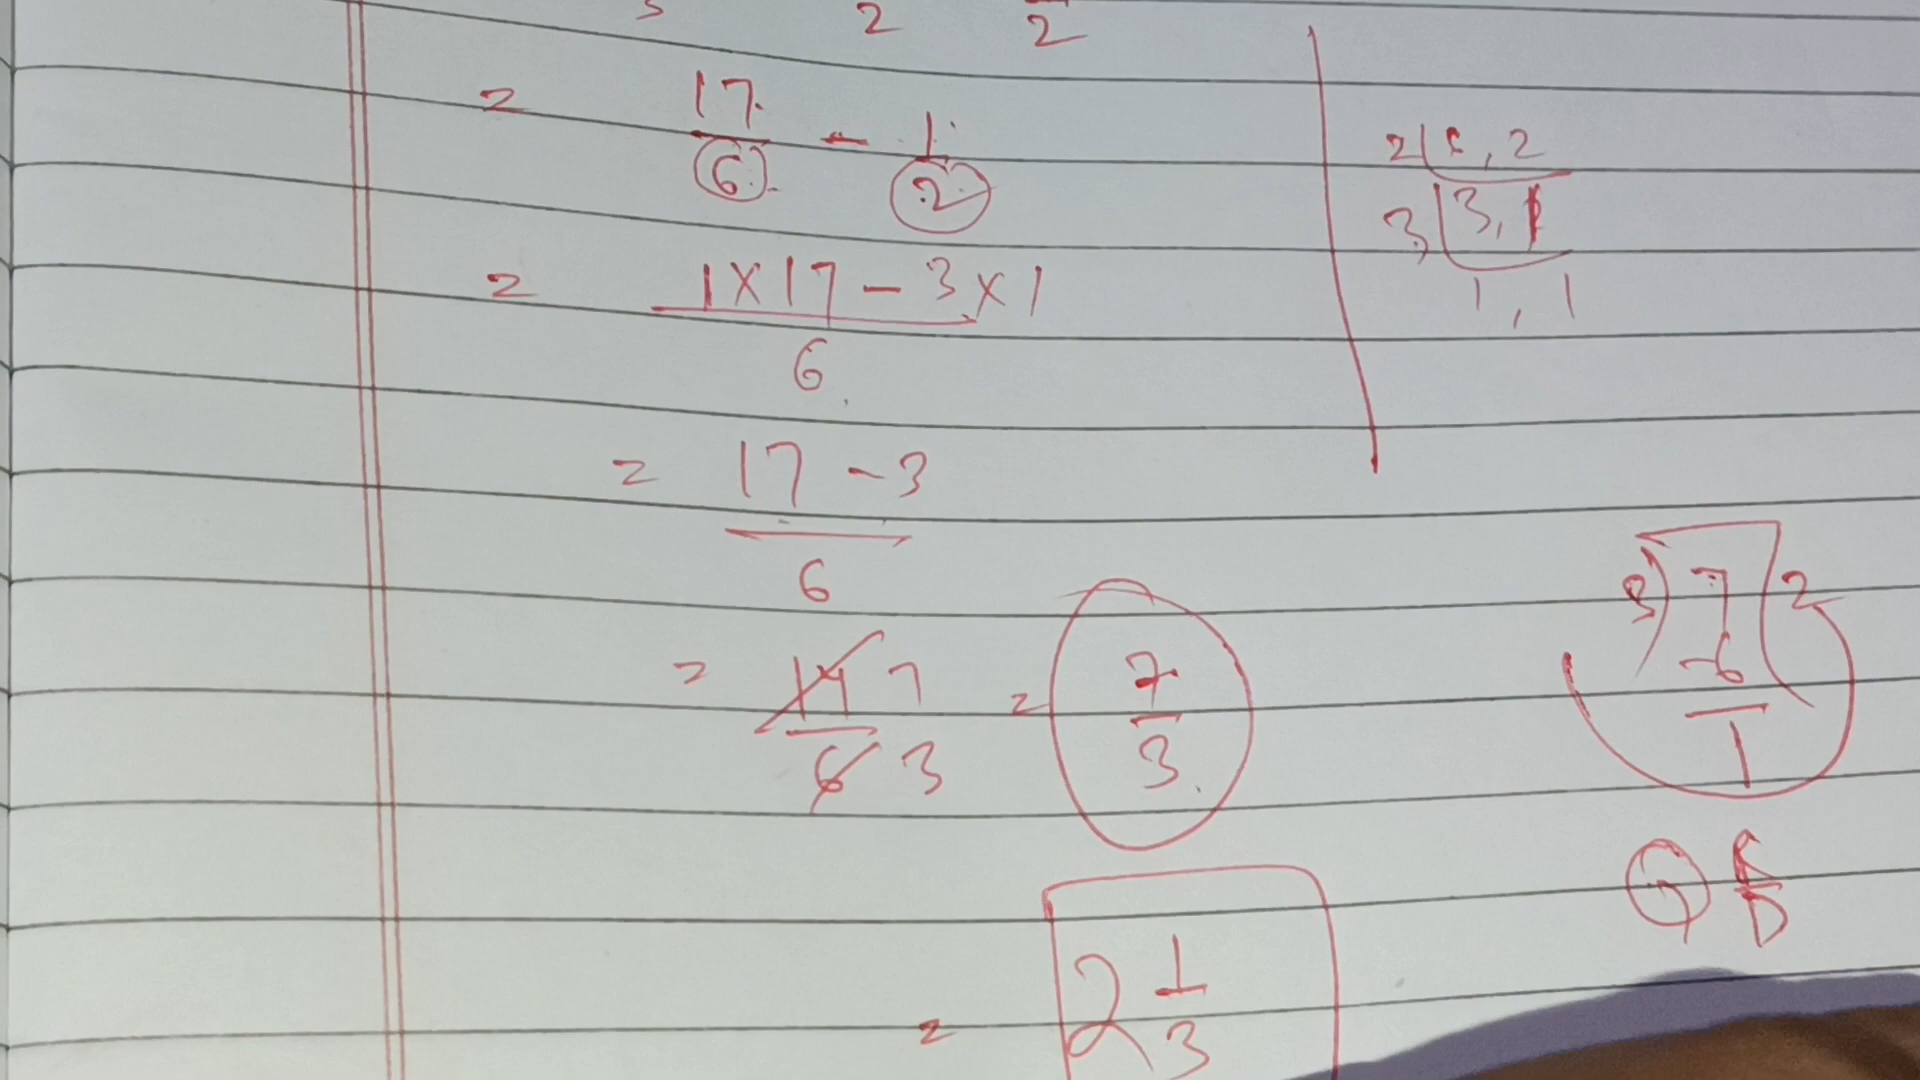 2 2
= 17/6 - 1/2
2 | 6, 2
3 | 3, 1
1, 1
= 1 x 17 - 3 x 1 / 6
= 17 - 3 / 6
= 14/6 7/3 = 7/3
3 ) 7 ( 2
-6
1
Q R/D
= 2 1/3